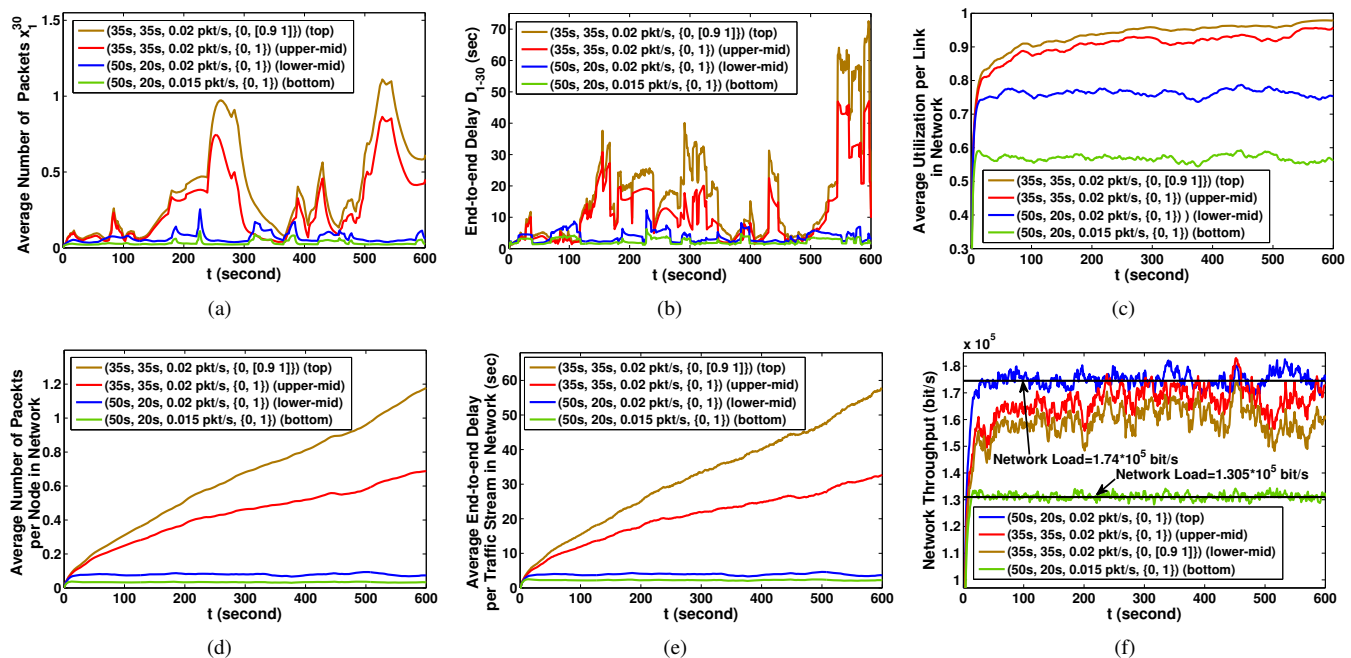 Average Number of Packets x_1^30
1.5
1
0.5
0
(35s, 35s, 0.02 pkt/s, {0, [0.9 1]}) (top)
(35s, 35s, 0.02 pkt/s, {0, 1}) (upper-mid)
(50s, 20s, 0.02 pkt/s, {0, 1}) (lower-mid)
(50s, 20s, 0.015 pkt/s, {0, 1}) (bottom)
0 100 200 300 400 500 600
t (second)
(a)
End-to-end Delay D_1-30 (sec)
70
60
50
40
30
20
10
0
(35s, 35s, 0.02 pkt/s, {0, [0.9 1]}) (top)
(35s, 35s, 0.02 pkt/s, {0, 1}) (upper-mid)
(50s, 20s, 0.02 pkt/s, {0, 1}) (lower-mid)
(50s, 20s, 0.015 pkt/s, {0, 1}) (bottom)
0 100 200 300 400 500 600
t (second)
(b)
Average Utilization per Link
in Network
1
0.9
0.8
0.7
0.6
0.5
0.4
0.3
(35s, 35s, 0.02 pkt/s, {0, [0.9 1]}) (top)
(35s, 35s, 0.02 pkt/s, {0, 1}) (upper-mid)
(50s, 20s, 0.02 pkt/s, {0, 1} ) (lower-mid)
(50s, 20s, 0.015 pkt/s, {0, 1}) (bottom)
0 100 200 300 400 500 600
t (second)
(c)
Average Number of Pacekts
per Node in Network
1.2
1
0.8
0.6
0.4
0.2
0
(35s, 35s, 0.02 pkt/s, {0, [0.9 1]}) (top)
(35s, 35s, 0.02 pkt/s, {0, 1}) (upper-mid)
(50s, 20s, 0.02 pkt/s, {0, 1}) (lower-mid)
(50s, 20s, 0.015 pkt/s, {0, 1}) (bottom)
0 100 200 300 400 500 600
t (second)
(d)
Average End-to-end Delay
per Traffic Stream in Network (sec)
60
50
40
30
20
10
0
(35s, 35s, 0.02 pkt/s, {0, [0.9 1]}) (top)
(35s, 35s, 0.02 pkt/s, {0, 1}) (upper-mid)
(50s, 20s, 0.02 pkt/s, {0, 1}) (lower-mid)
(50s, 20s, 0.015 pkt/s, {0, 1}) (bottom)
0 100 200 300 400 500 600
t (second)
(e)
x 10^5
Network Throughput (bit/s)
1.9
1.8
1.7
1.6
1.5
1.4
1.3
1.2
1.1
1
Network Load=1.74*10^5 bit/s
Network Load=1.305*10^5 bit/s
(50s, 20s, 0.02 pkt/s, {0, 1}) (top)
(35s, 35s, 0.02 pkt/s, {0, 1}) (upper-mid)
(35s, 35s, 0.02 pkt/s, {0, [0.9 1]}) (lower-mid)
(50s, 20s, 0.015 pkt/s, {0, 1}) (bottom)
0 100 200 300 400 500 600
t (second)
(f)